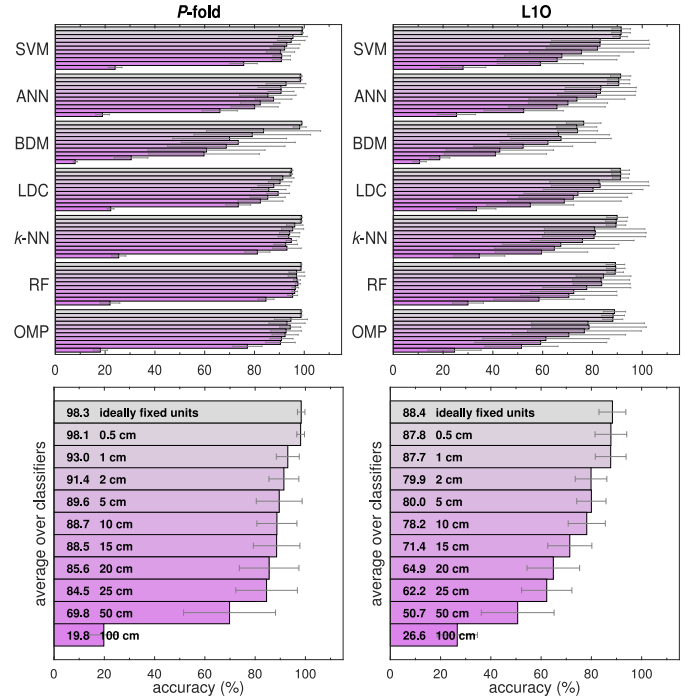 P-fold
SVM
ANN
BDM
LDC
k-NN
RF
OMP
0 20 40 60 80 100
L1O
SVM
ANN
BDM
LDC
k-NN
RF
OMP
0 20 40 60 80 100
average over classifiers
98.3 ideally fixed units
98.1 0.5 cm
93.0 1 cm
91.4 2 cm
89.6 5 cm
88.7 10 cm
88.5 15 cm
85.6 20 cm
84.5 25 cm
69.8 50 cm
19.8 100 cm
0 20 40 60 80 100
accuracy (%)
average over classifiers
88.4 ideally fixed units
87.8 0.5 cm
87.7 1 cm
79.9 2 cm
80.0 5 cm
78.2 10 cm
71.4 15 cm
64.9 20 cm
62.2 25 cm
50.7 50 cm
26.6 100 cm
0 20 40 60 80 100
accuracy (%)